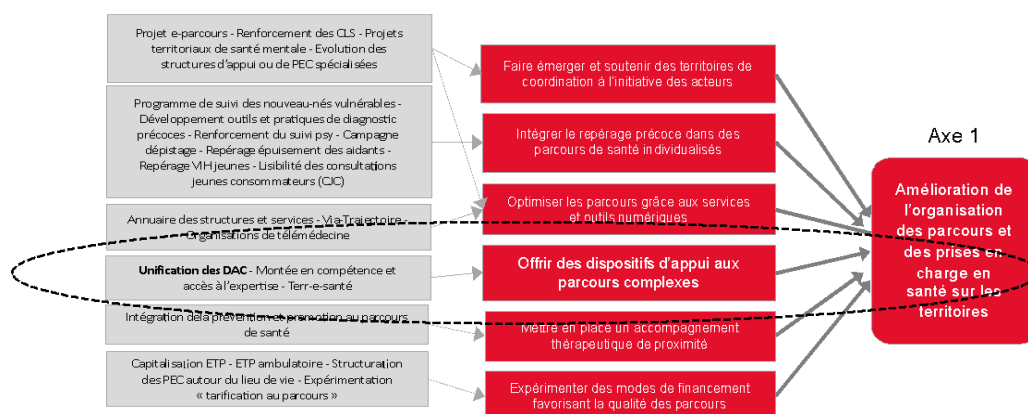 Projet e-parcours - Renforcement des CLS - Projets
territoriaux de santé mentale - Evolution des
structures d'appui ou de PEC spécialisées
Programme de suivi des nouveau-nés vulnérables -
Développement outils et pratiques de diagnostic
précoces - Renforcement du suivi psy - Campagne
dépistage - Repérage épuisement des aidants -
Repérage VIH jeunes - Lisibilité des consultations
jeunes consommateurs (CJC)
Annuaire des structures et services - Via-Trajectoire -
Organisations de télémédecine
Unification des DAC - Montée en compétence et
accès à l'expertise - Terr-e-santé
Intégration de la prévention et promotion au parcours
de santé
Capitalisation ETP - ETP ambulatoire - Structuration
des PEC autour du lieu de vie - Expérimentation
« tarification au parcours »
Faire émerger et soutenir des territoires de
coordination à l'initiative des acteurs
Intégrer le repérage précoce dans des
parcours de santé individualisés
Optimiser les parcours grâce aux services
et outils numériques
Offrir des dispositifs d'appui aux
parcours complexes
Mettre en place un accompagnement
thérapeutique de proximité
Expérimenter des modes de financement
favorisant la qualité des parcours
Axe 1
Amélioration de
l'organisation
des parcours et
des prises en
charge en
santé sur les
territoires